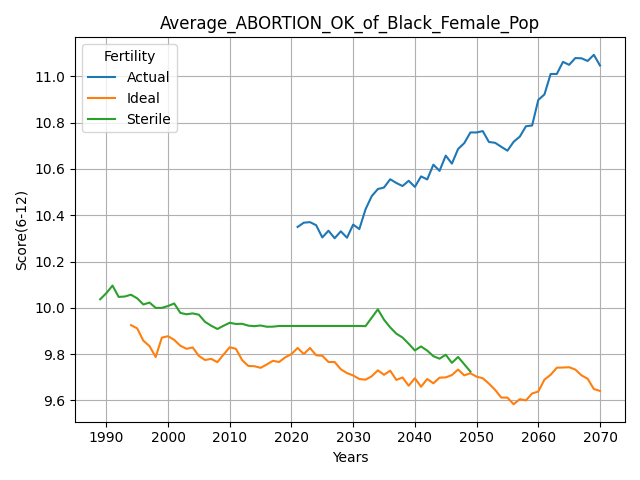 Average_ABORTION_OK_of_Black_Female_Pop
Fertility
Actual
Ideal
Sterile
Score(6-12)
11.0
10.8
10.6
10.4
10.2
10.0
9.8
9.6
1990 2000 2010 2020 2030 2040 2050 2060 2070
Years